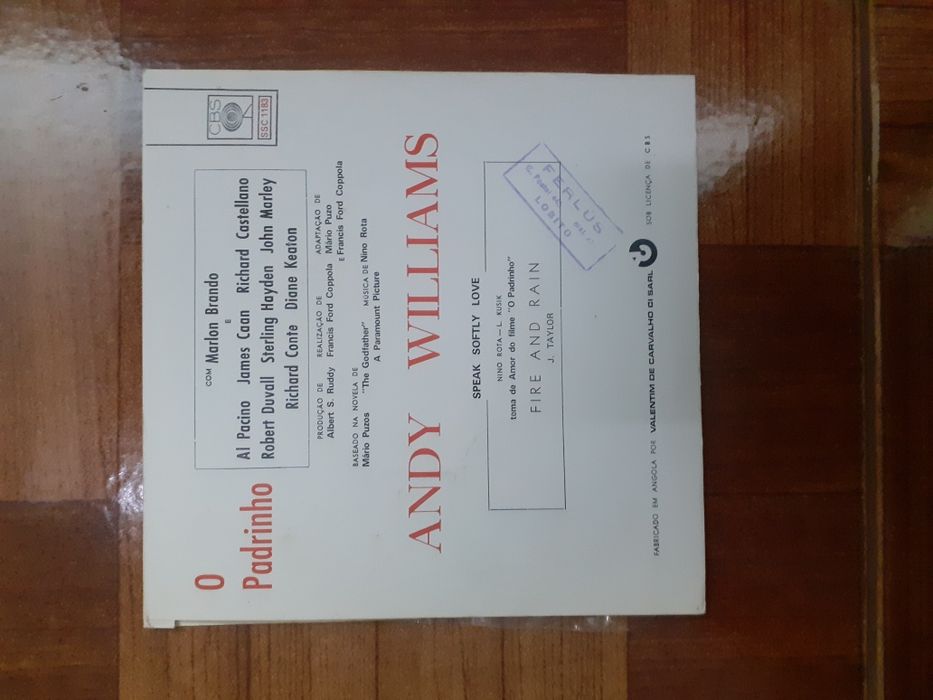 O
Padrinho
COM Marlon Brando
E
Al Pacino James Caan Richard Castellano
Robert Duvall Sterling Hayden John Marley
Richard Conte Diane Keaton
PRODUÇÃO DE REALIZAÇÃO DE ADAPTAÇÃO DE
Albert S. Ruddy Francis Ford Coppola Mário Puzo
E Francis Ford Coppola
BASEADO NA NOVELA DE
Mário Puzos "The Godfather" MÚSICA DE Nino Rota
A Paramount Picture
CBS
SSC 1183
ANDY WILLIAMS
SPEAK SOFTLY LOVE
NINO ROTA — L. KUSIK
tema de Amor do filme "O Padrinho"
FIRE AND RAIN
J. TAYLOR
FERLUS
LOBITO
FABRICADO EM ANGOLA POR VALENTIM DE CARVALHO CI SARL SOB LICENÇA DE CBS